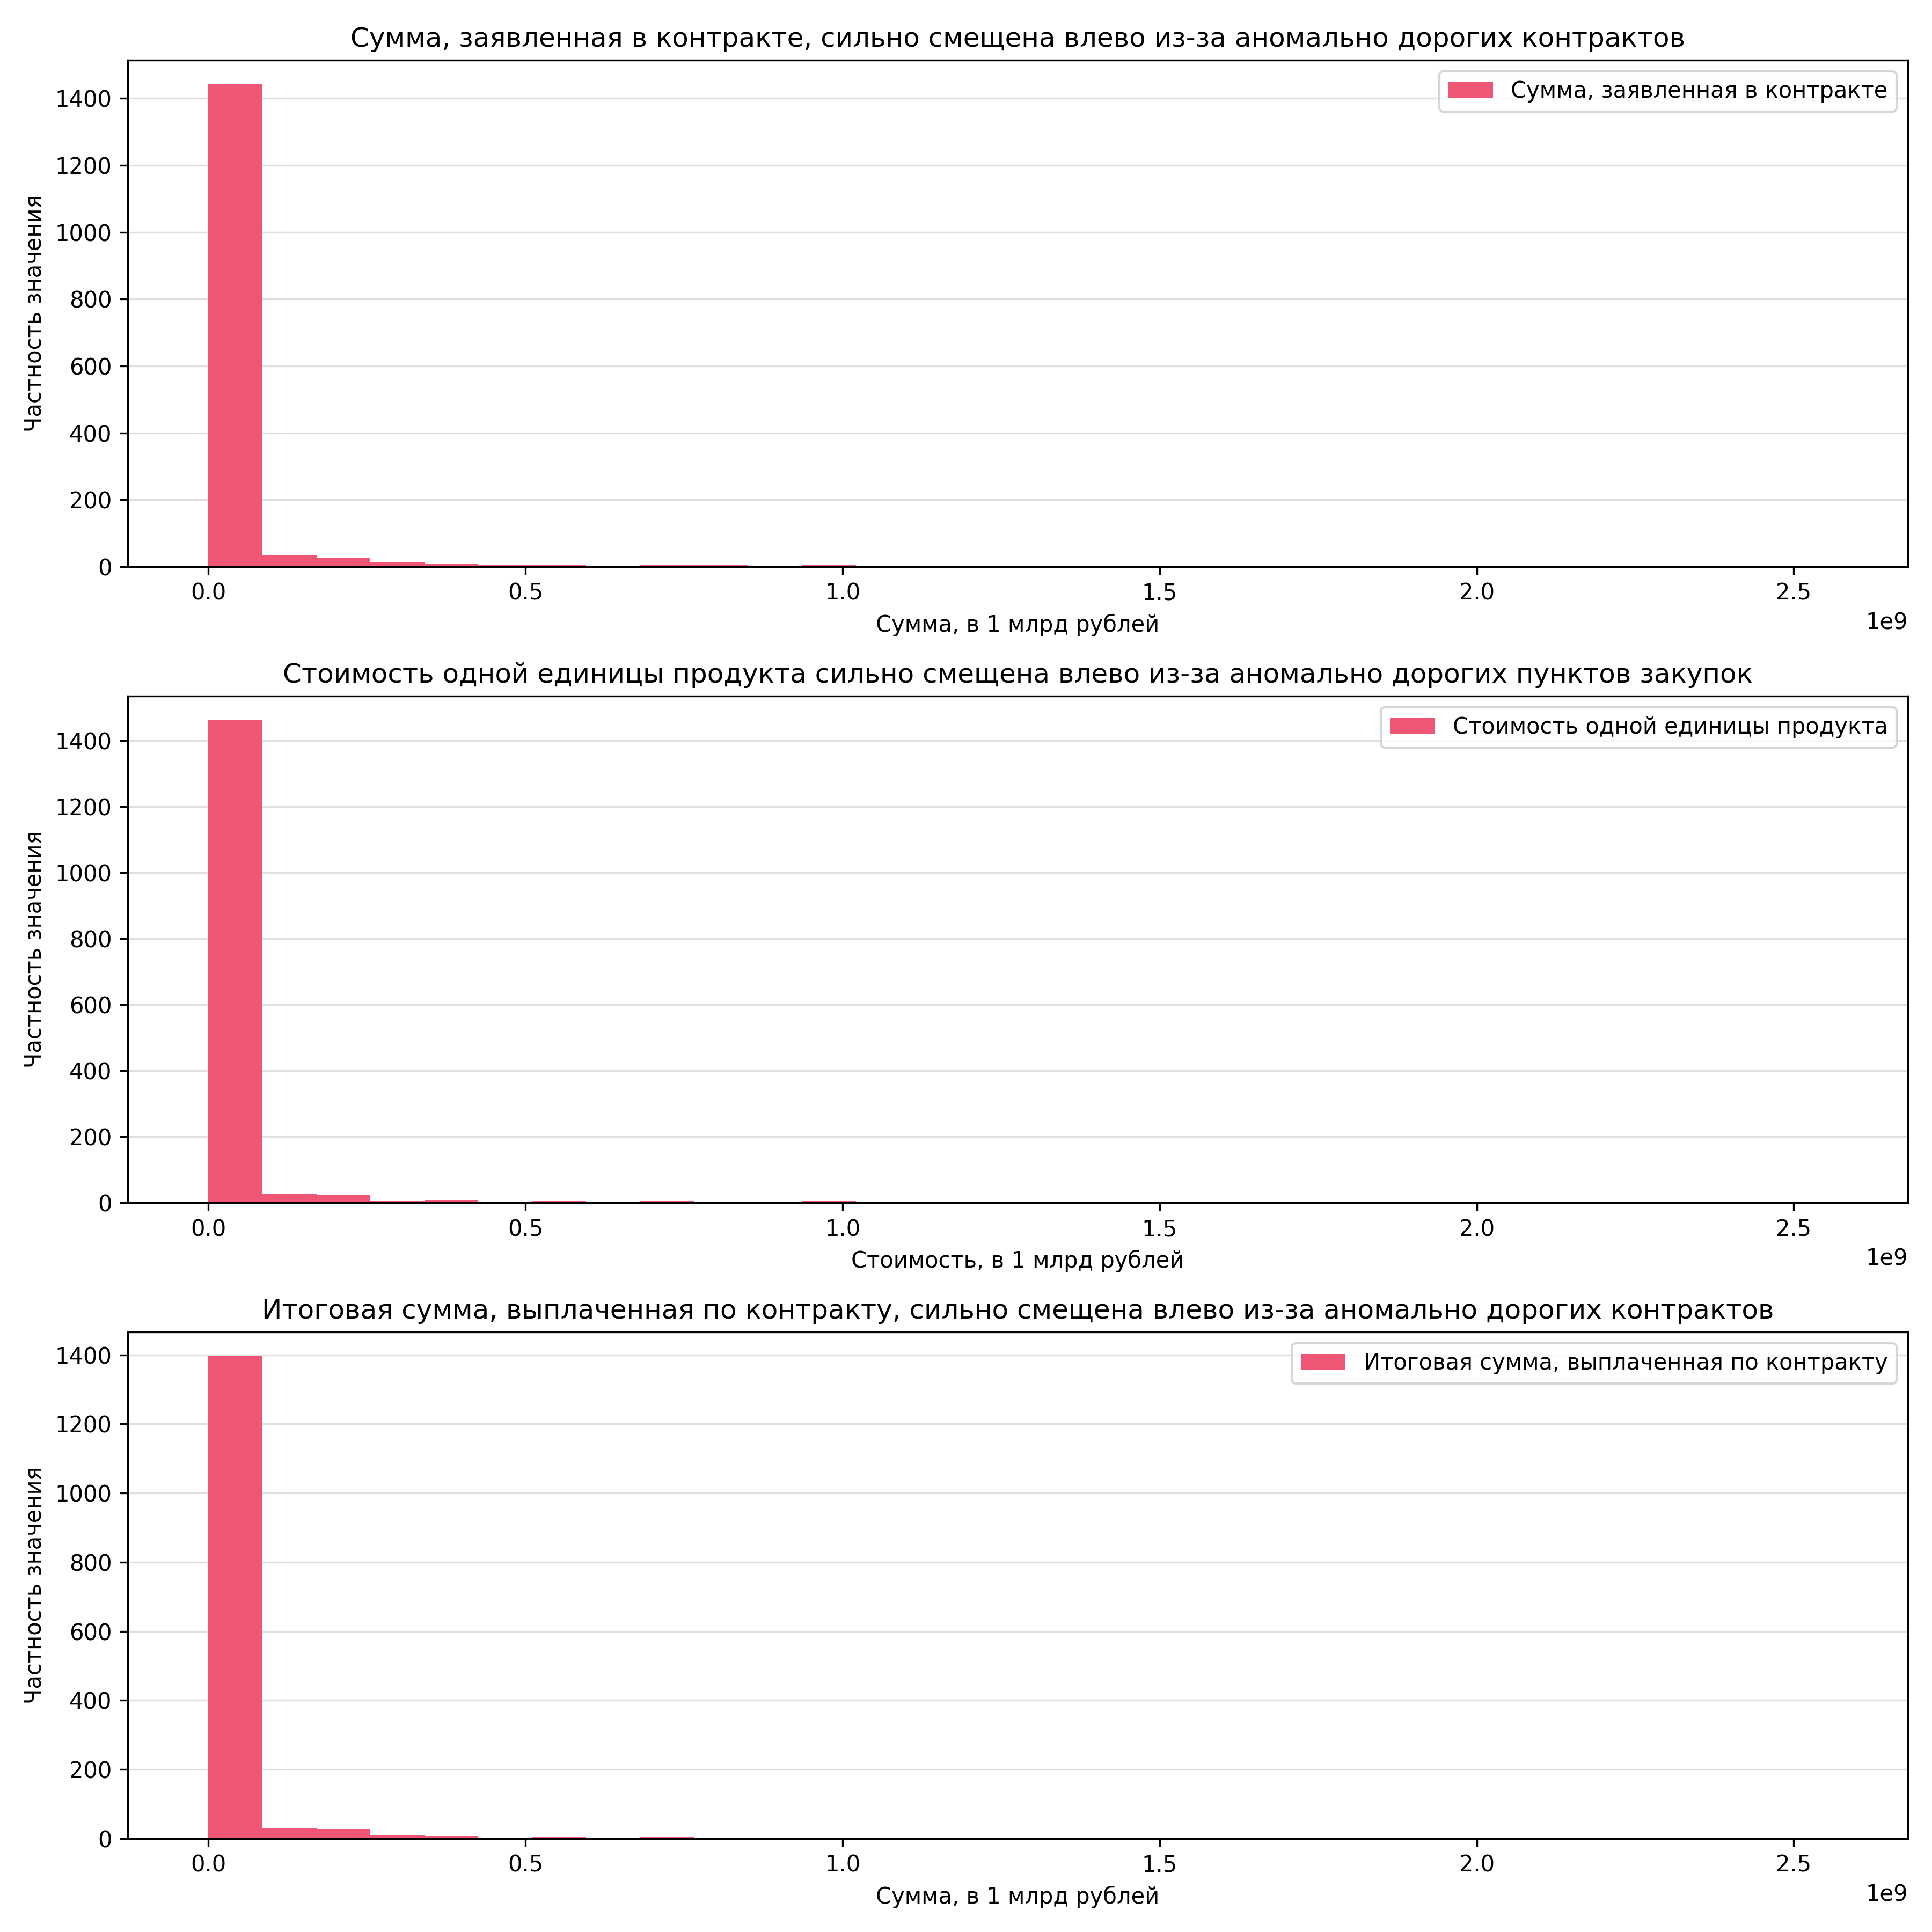 Сумма, заявленная в контракте, сильно смещена влево из-за аномально дорогих контрактов
Сумма, заявленная в контракте
Частность значения
1400
1200
1000
800
600
400
200
0
0.0 0.5 1.0 1.5 2.0 2.5
1e9
Сумма, в 1 млрд рублей
Стоимость одной единицы продукта сильно смещена влево из-за аномально дорогих пунктов закупок
Стоимость одной единицы продукта
Частность значения
1400
1200
1000
800
600
400
200
0
0.0 0.5 1.0 1.5 2.0 2.5
1e9
Стоимость, в 1 млрд рублей
Итоговая сумма, выплаченная по контракту, сильно смещена влево из-за аномально дорогих контрактов
Итоговая сумма, выплаченная по контракту
Частность значения
1400
1200
1000
800
600
400
200
0
0.0 0.5 1.0 1.5 2.0 2.5
1e9
Сумма, в 1 млрд рублей